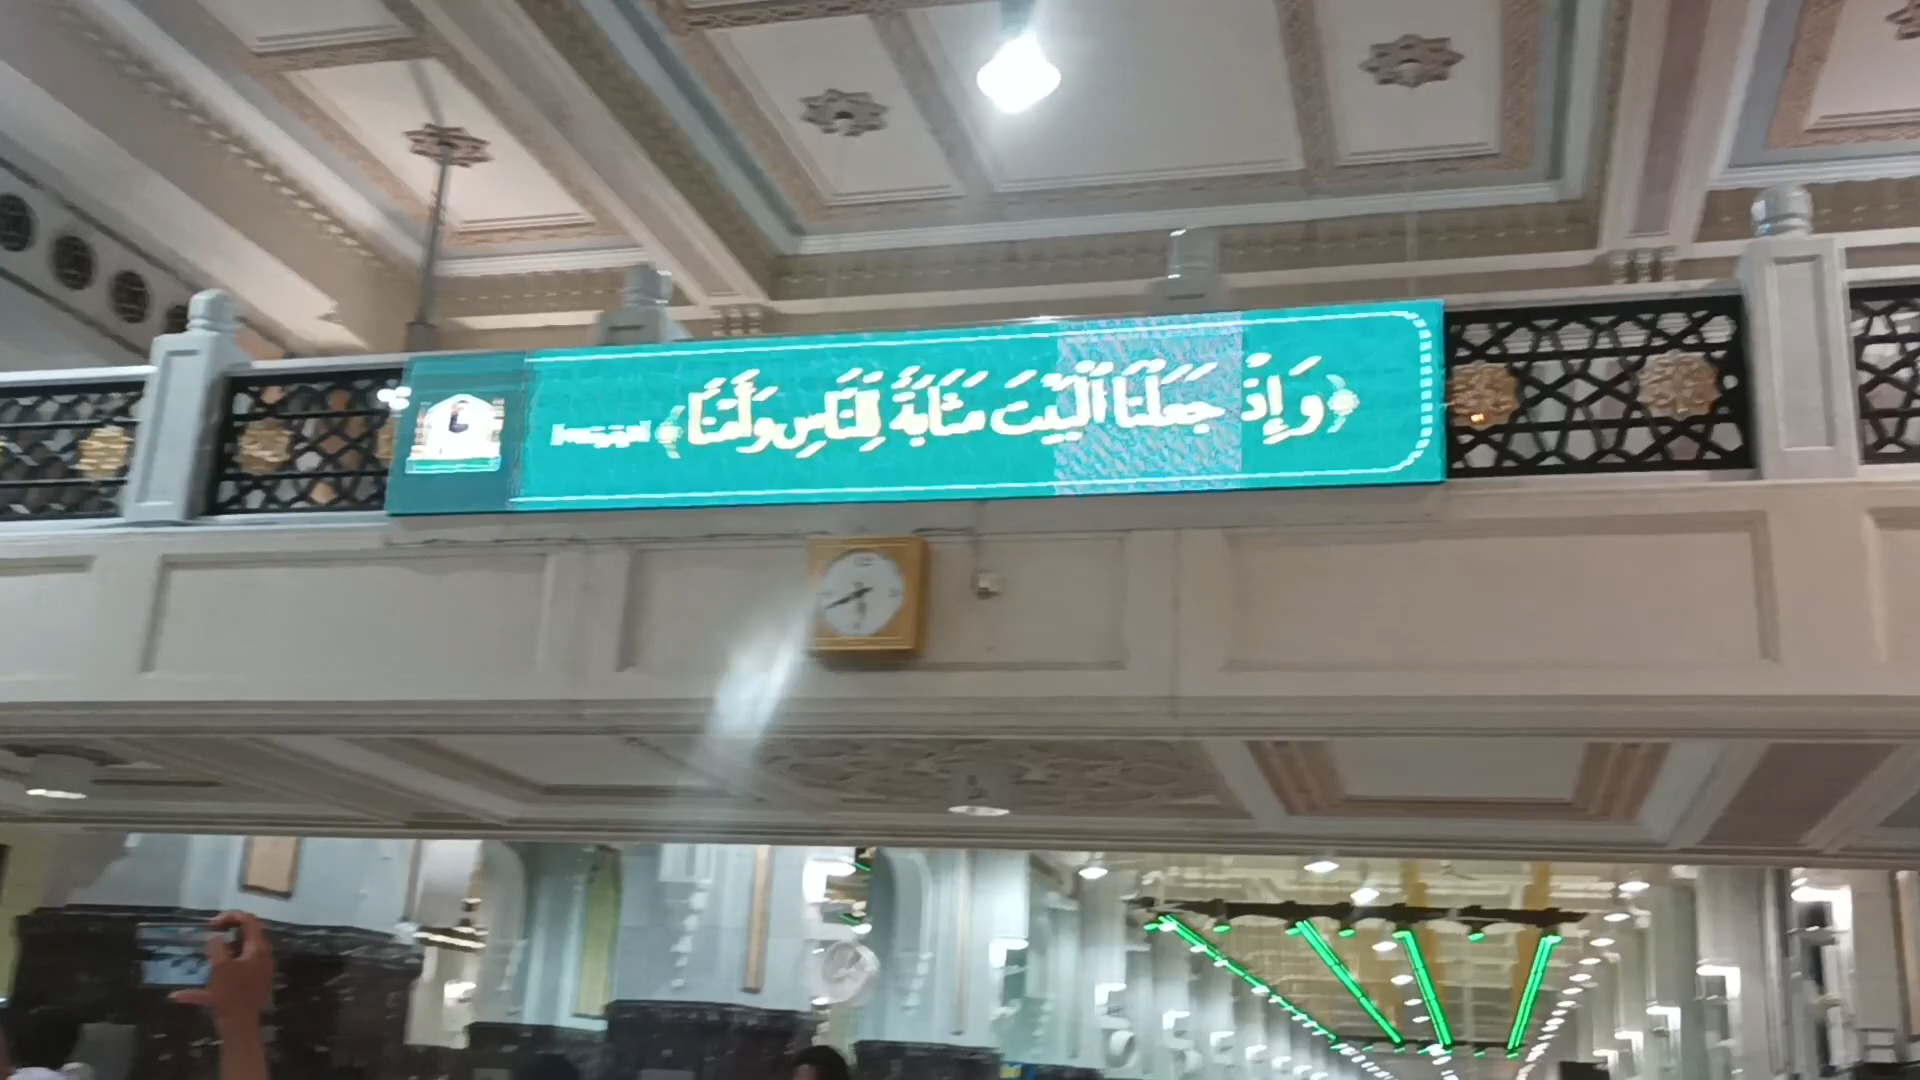 ﴿وَإِذْ جَعَلْنَا ٱلْبَيْتَ مَثَابَةً لِّلنَّاسِ وَأَمْنًا﴾